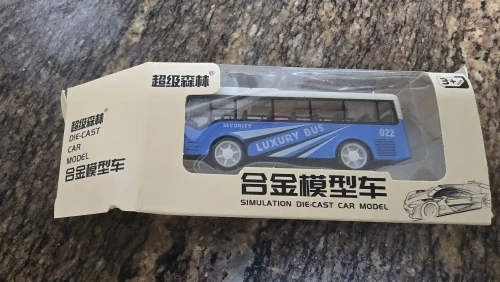 超级森林®
3+
超级森林®
DIE-CAST
CAR
MODEL
合金模型车
SECURITY
LUXURY BUS
022
合金模型车
SIMULATION DIE-CAST CAR MODEL